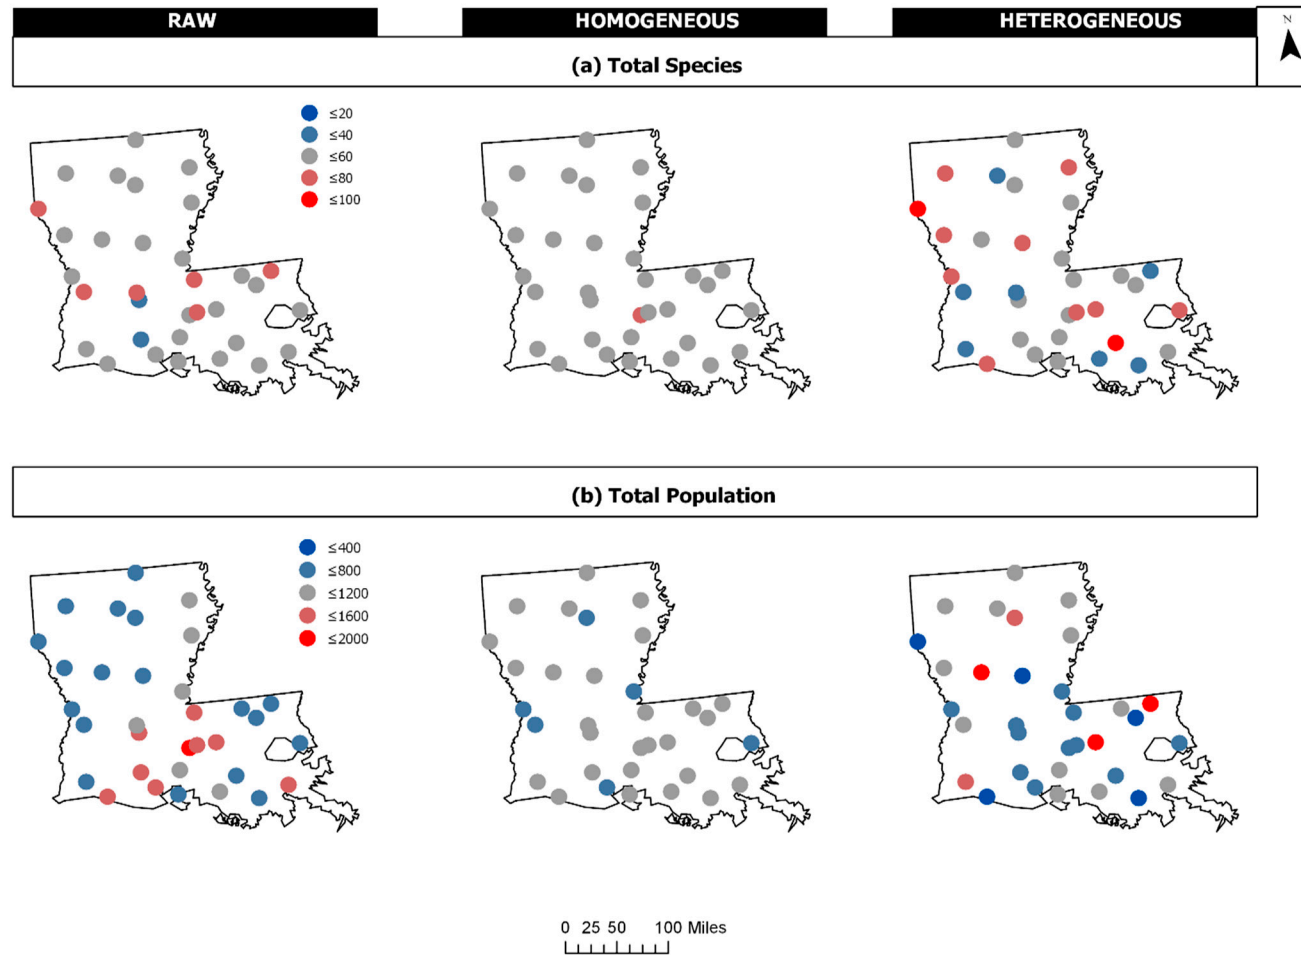 RAW HOMOGENEOUS HETEROGENEOUS N
(a) Total Species
≤20
≤40
≤60
≤80
≤100
(b) Total Population
≤400
≤800
≤1200
≤1600
≤2000
0 25 50 100 Miles